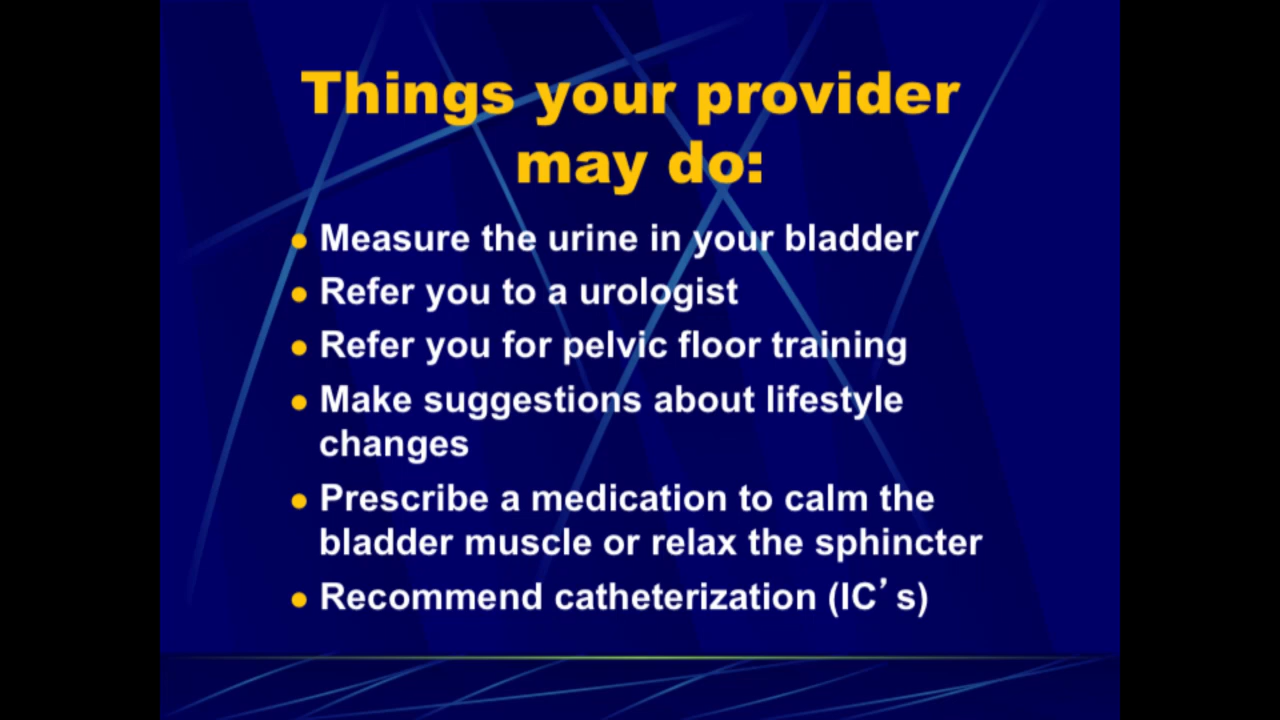 Things your provider
may do:
• Measure the urine in your bladder
• Refer you to a urologist
• Refer you for pelvic floor training
• Make suggestions about lifestyle
changes
• Prescribe a medication to calm the
bladder muscle or relax the sphincter
• Recommend catheterization (IC’s)